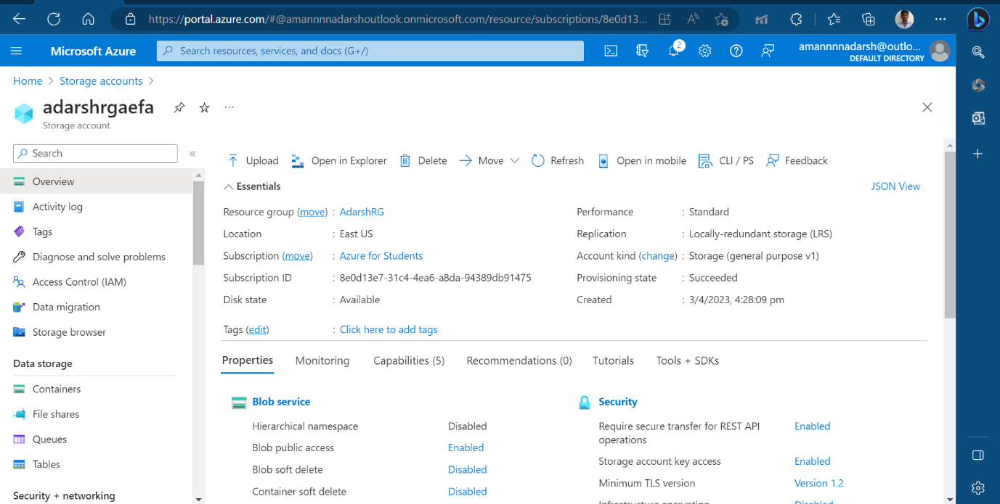 https://portal.azure.com/#@amannnnadarshoutlook.onmicrosoft.com/resource/subscriptions/8e0d13...
Microsoft Azure
Search resources, services, and docs (G+/)
2
amannnnadarsh@outlo...
DEFAULT DIRECTORY
Home > Storage accounts >
adarshrgaefa
Storage account
Search
Overview
Activity log
Tags
Diagnose and solve problems
Access Control (IAM)
Data migration
Storage browser
Data storage
Containers
File shares
Queues
Tables
Security + networking
Upload Open in Explorer Delete Move Refresh Open in mobile CLI / PS Feedback
Essentials
JSON View
Resource group (move) : AdarshRG
Location : East US
Subscription (move) : Azure for Students
Subscription ID : 8e0d13e7-31c4-4ea6-a8da-94389db91475
Disk state : Available
Performance : Standard
Replication : Locally-redundant storage (LRS)
Account kind (change) : Storage (general purpose v1)
Provisioning state : Succeeded
Created : 3/4/2023, 4:28:09 pm
Tags (edit) : Click here to add tags
Properties Monitoring Capabilities (5) Recommendations (0) Tutorials Tools + SDKs
Blob service
Hierarchical namespace Disabled
Blob public access Enabled
Blob soft delete Disabled
Container soft delete Disabled
Security
Require secure transfer for REST API Enabled
operations
Storage account key access Enabled
Minimum TLS version Version 1.2